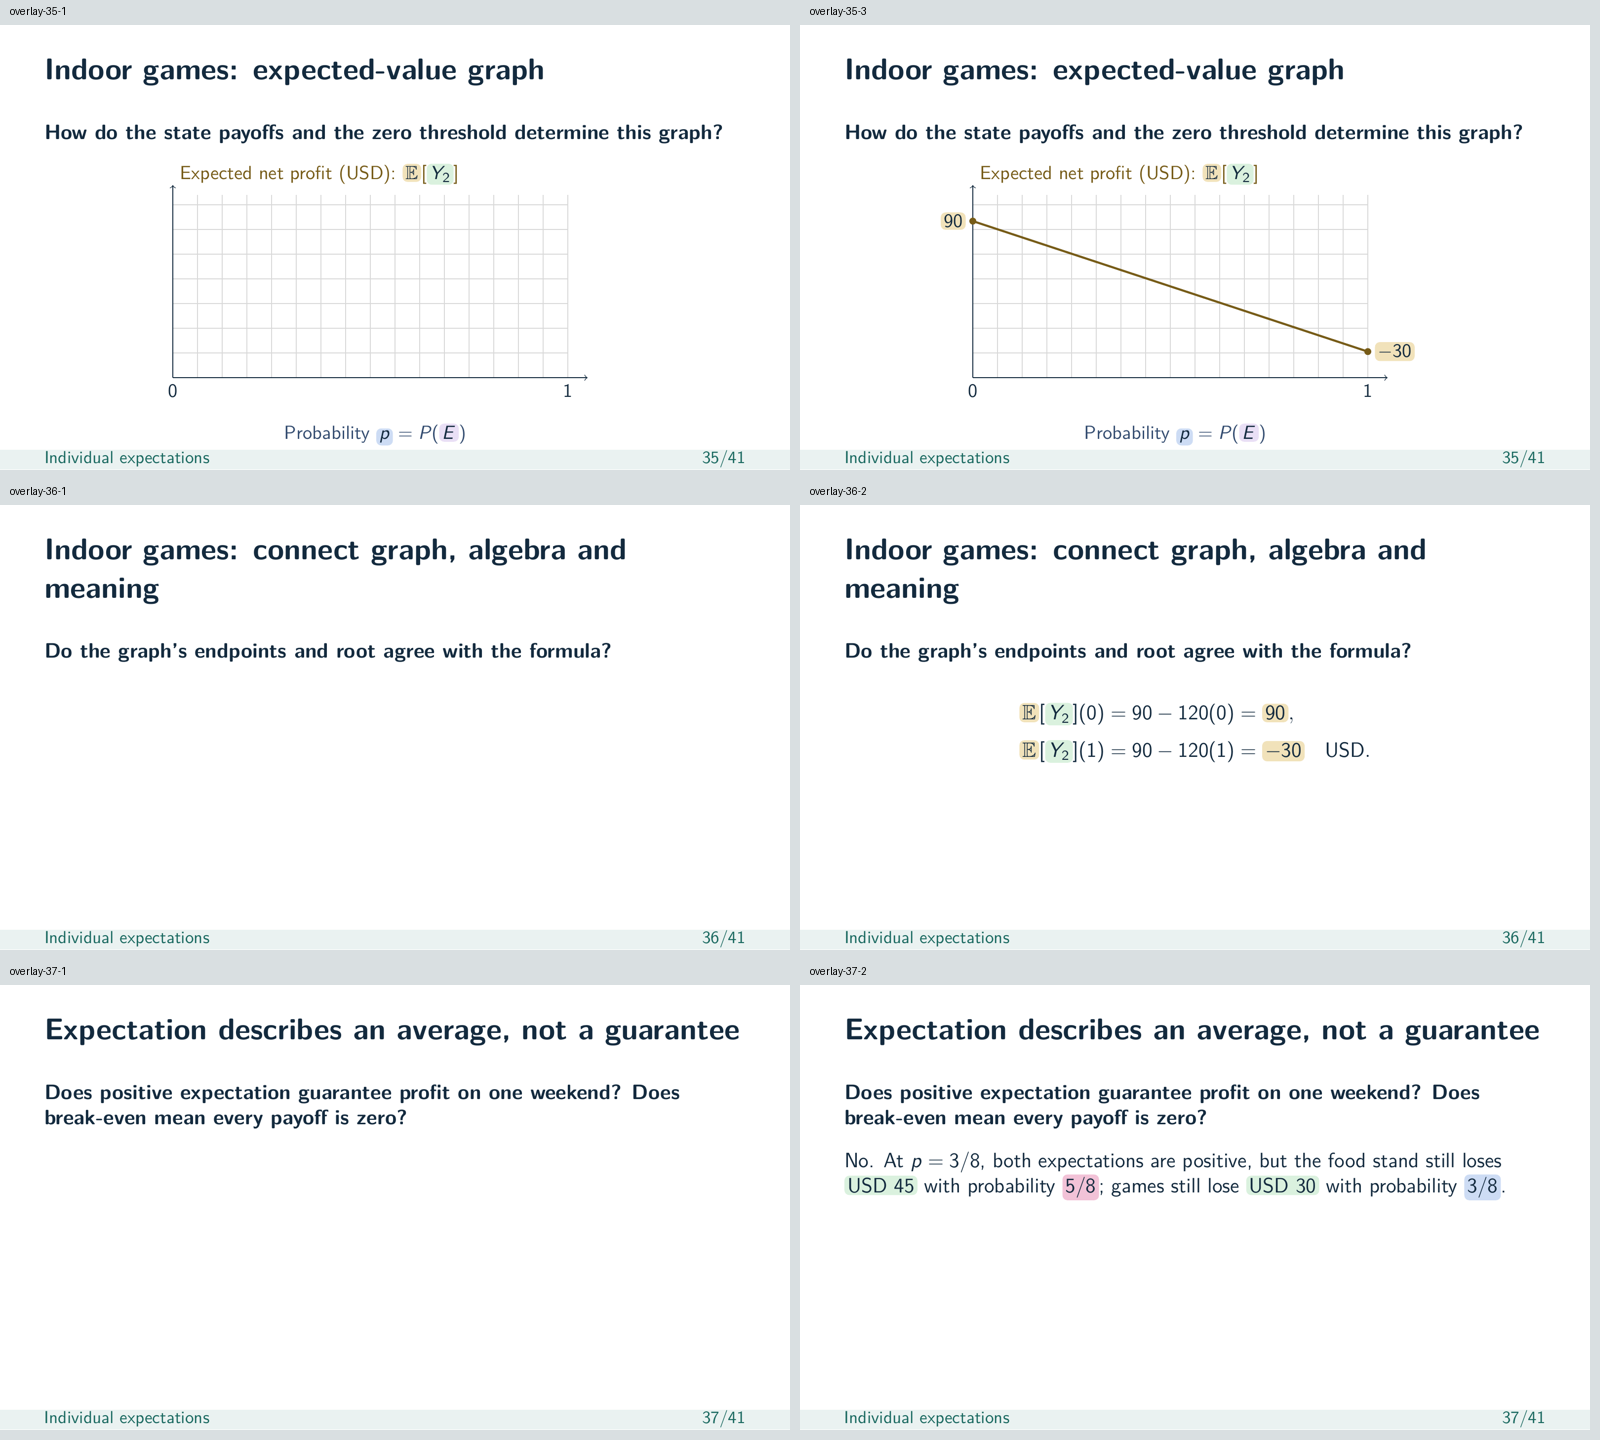 overlay-35-1
Indoor games: expected-value graph
How do the state payoffs and the zero threshold determine this graph?
Expected net profit (USD): 𝔼[Y₂]
0
1
Probability p = P(E)
Individual expectations
35/41
overlay-35-3
Indoor games: expected-value graph
How do the state payoffs and the zero threshold determine this graph?
Expected net profit (USD): 𝔼[Y₂]
90
−30
0
1
Probability p = P(E)
Individual expectations
35/41
overlay-36-1
Indoor games: connect graph, algebra and
meaning
Do the graph's endpoints and root agree with the formula?
Individual expectations
36/41
overlay-36-2
Indoor games: connect graph, algebra and
meaning
Do the graph's endpoints and root agree with the formula?
𝔼[Y₂](0) = 90 − 120(0) = 90,
𝔼[Y₂](1) = 90 − 120(1) = −30 USD.
Individual expectations
36/41
overlay-37-1
Expectation describes an average, not a guarantee
Does positive expectation guarantee profit on one weekend? Does
break-even mean every payoff is zero?
Individual expectations
37/41
overlay-37-2
Expectation describes an average, not a guarantee
Does positive expectation guarantee profit on one weekend? Does
break-even mean every payoff is zero?
No. At p = 3/8, both expectations are positive, but the food stand still loses
USD 45 with probability 5/8; games still lose USD 30 with probability 3/8.
Individual expectations
37/41